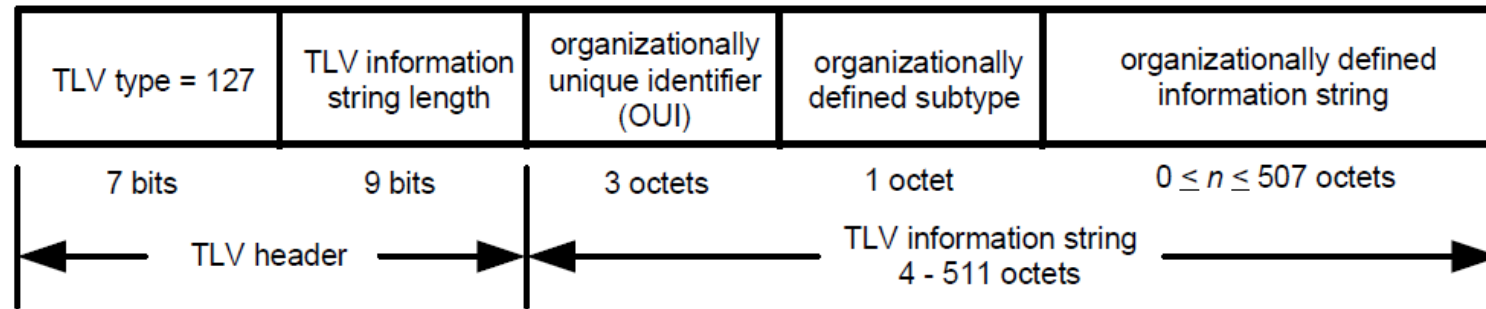 TLV type = 127
TLV information
string length
organizationally
unique identifier
(OUI)
organizationally
defined subtype
organizationally defined
information string
7 bits
9 bits
3 octets
1 octet
0 ≤ n ≤ 507 octets
TLV header
TLV information string
4 - 511 octets